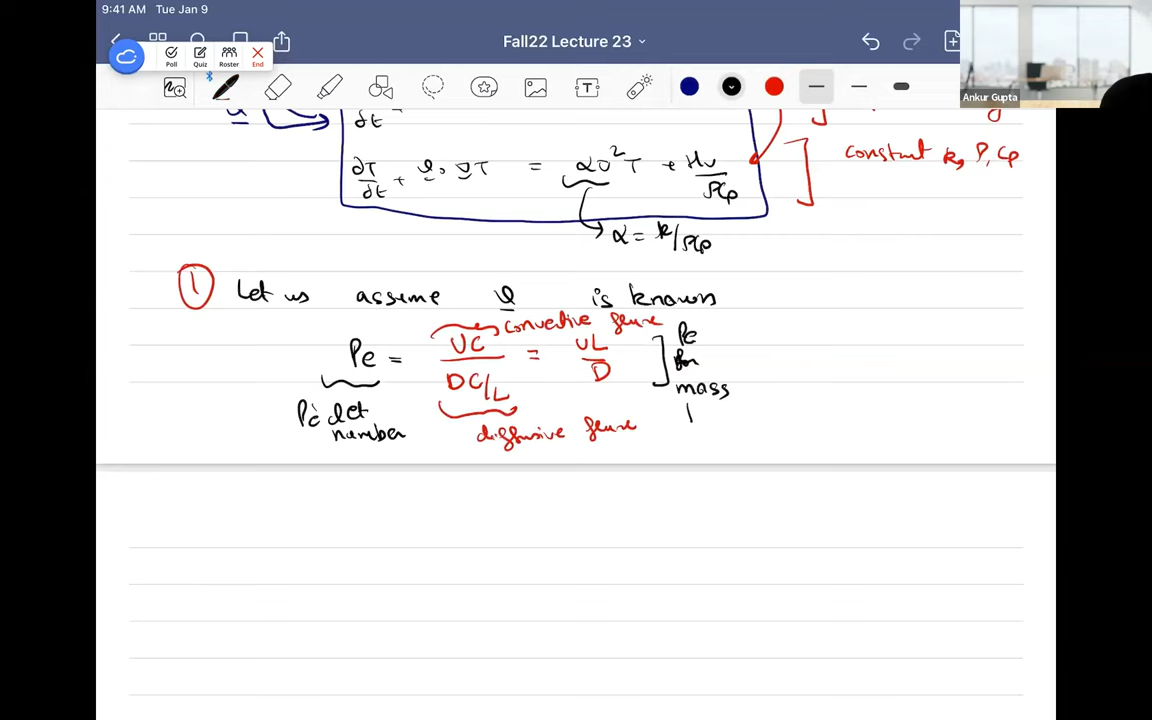 9:41 AM Tue Jan 9
Fall22 Lecture 23
Poll Quiz Roster End
Ankur Gupta
∂t
constant k, ρ, Cp
∂T/∂t + v · ∇T = α∇²T + Hv/ρCp
α = k/ρCp
① Let us assume v is known
convective flux
Pe = UC / DC/L = UL / D ] Pe for mass
Péclet number
diffusive flux